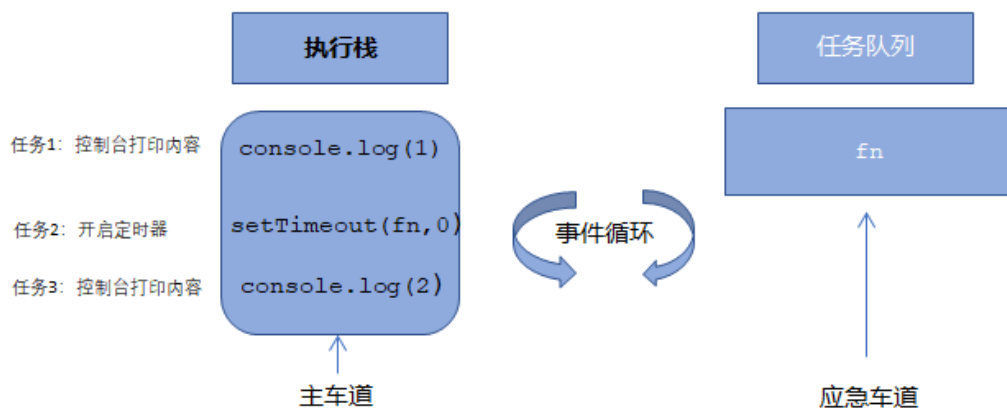 执行栈
任务队列
任务1：控制台打印内容
console.log(1)
fn
任务2：开启定时器
setTimeout(fn,0)
事件循环
任务3：控制台打印内容
console.log(2)
主车道
应急车道